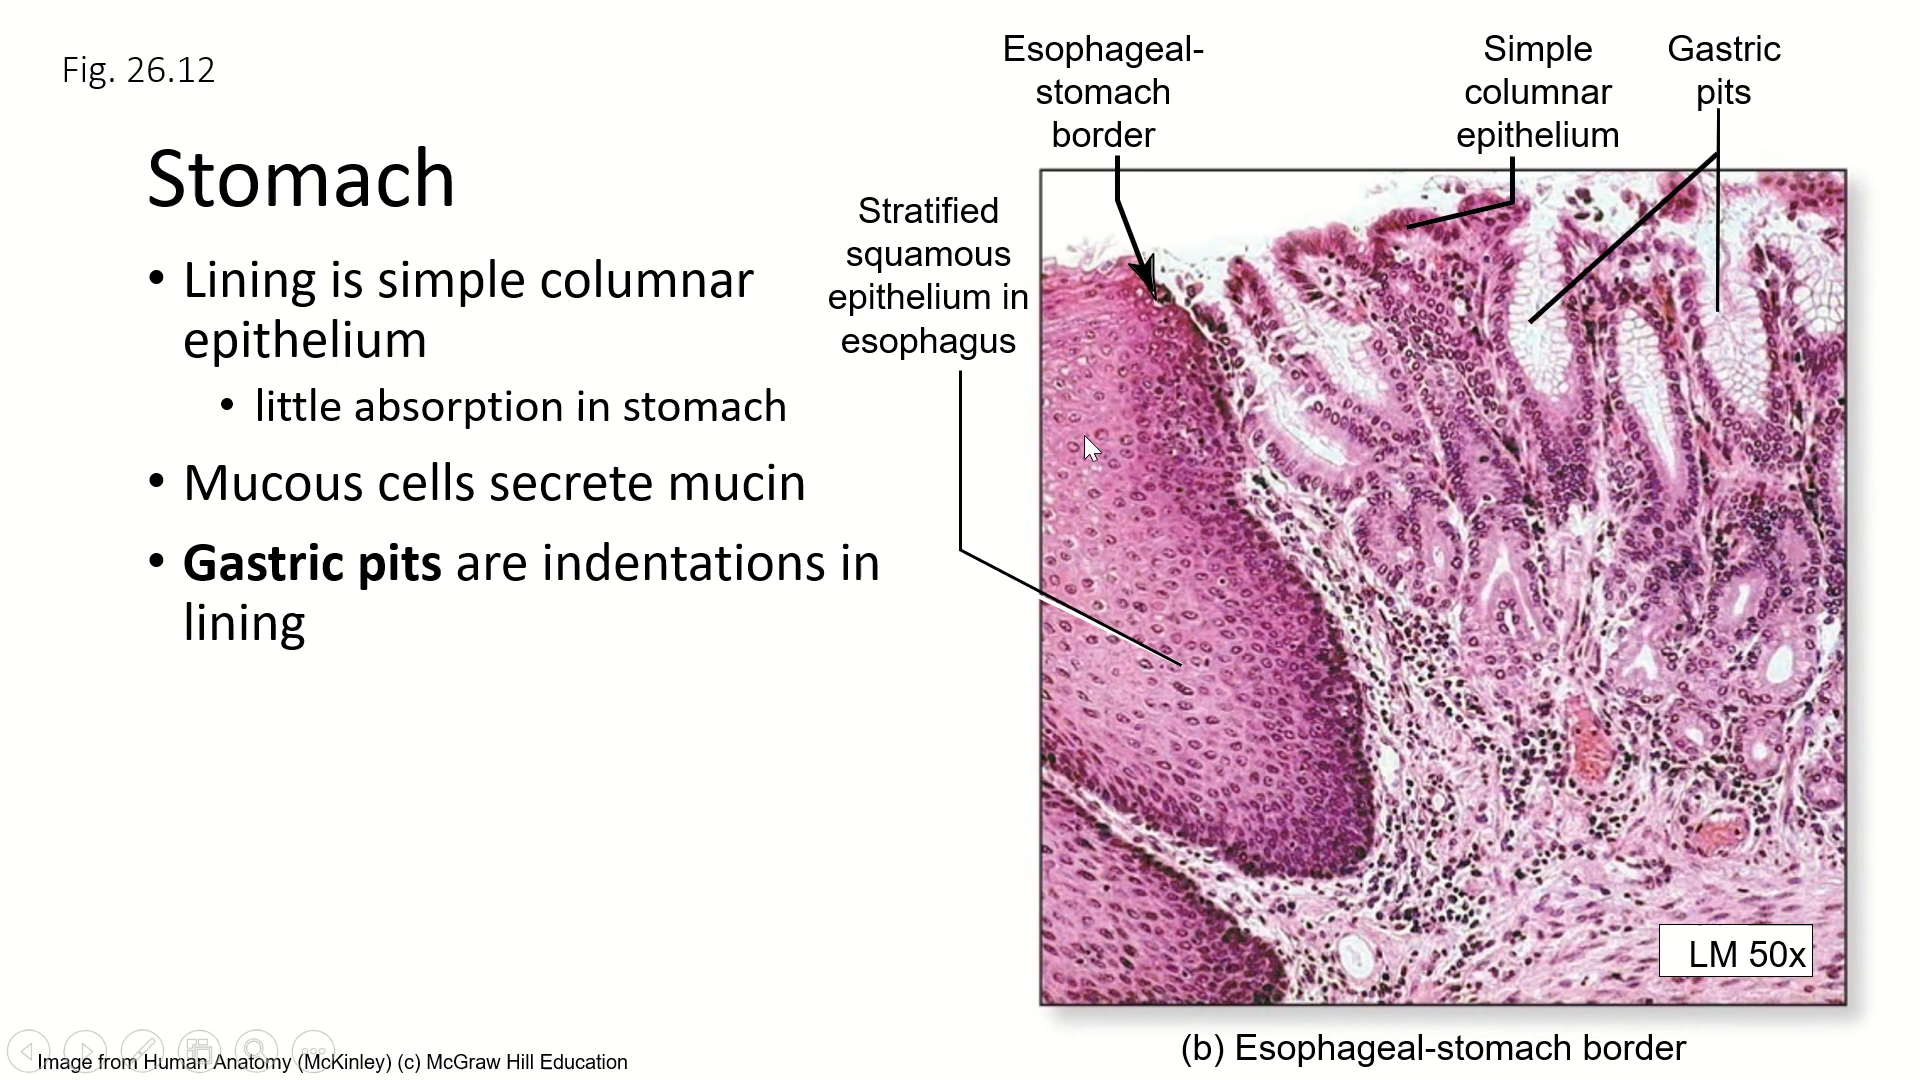 Fig. 26.12
Stomach
• Lining is simple columnar
epithelium
• little absorption in stomach
• Mucous cells secrete mucin
• Gastric pits are indentations in
lining
Esophageal-
stomach
border
Simple
columnar
epithelium
Gastric
pits
Stratified
squamous
epithelium in
esophagus
LM 50x
(b) Esophageal-stomach border
Image from Human Anatomy (McKinley) (c) McGraw Hill Education